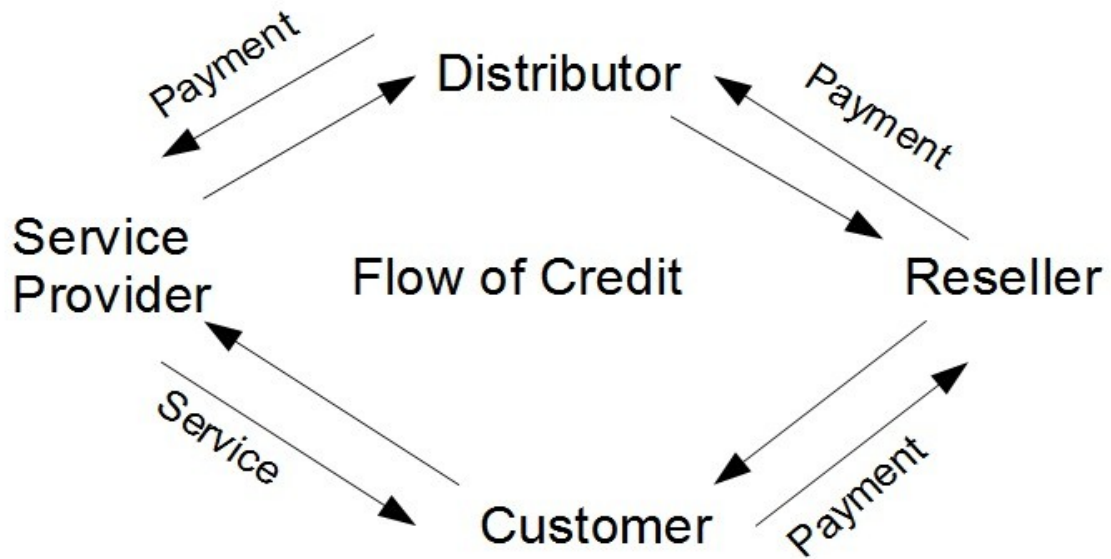 Payment
Distributor
Payment
Service
Provider
Flow of Credit
Reseller
Service
Customer
Payment